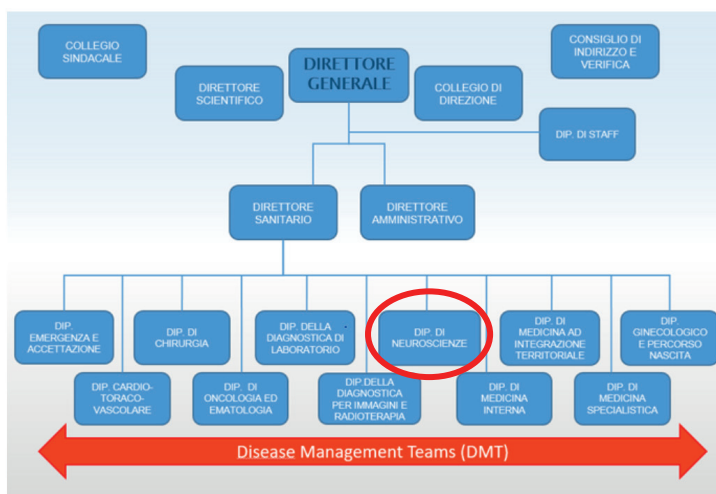 COLLEGIO
SINDACALE
DIRETTORE
SCIENTIFICO
DIRETTORE
GENERALE
COLLEGIO DI
DIREZIONE
CONSIGLIO DI
INDIRIZZO E
VERIFICA
DIP. DI STAFF
DIRETTORE
SANITARIO
DIRETTORE
AMMINISTRATIVO
DIP.
EMERGENZA E
ACCETTAZIONE
DIP. DI
CHIRURGIA
DIP. DELLA
DIAGNOSTICA DI
LABORATORIO
DIP. DI
NEUROSCIENZE
DIP. DI
MEDICINA AD
INTEGRAZIONE
TERRITORIALE
DIP.
GINECOLOGICO
E PERCORSO
NASCITA
DIP. CARDIO-
TORACO-
VASCOLARE
DIP. DI
ONCOLOGIA ED
EMATOLOGIA
DIP.DELLA
DIAGNOSTICA
PER IMMAGINI E
RADIOTERAPIA
DIP. DI
MEDICINA
INTERNA
DIP. DI
MEDICINA
SPECIALISTICA
Disease Management Teams (DMT)